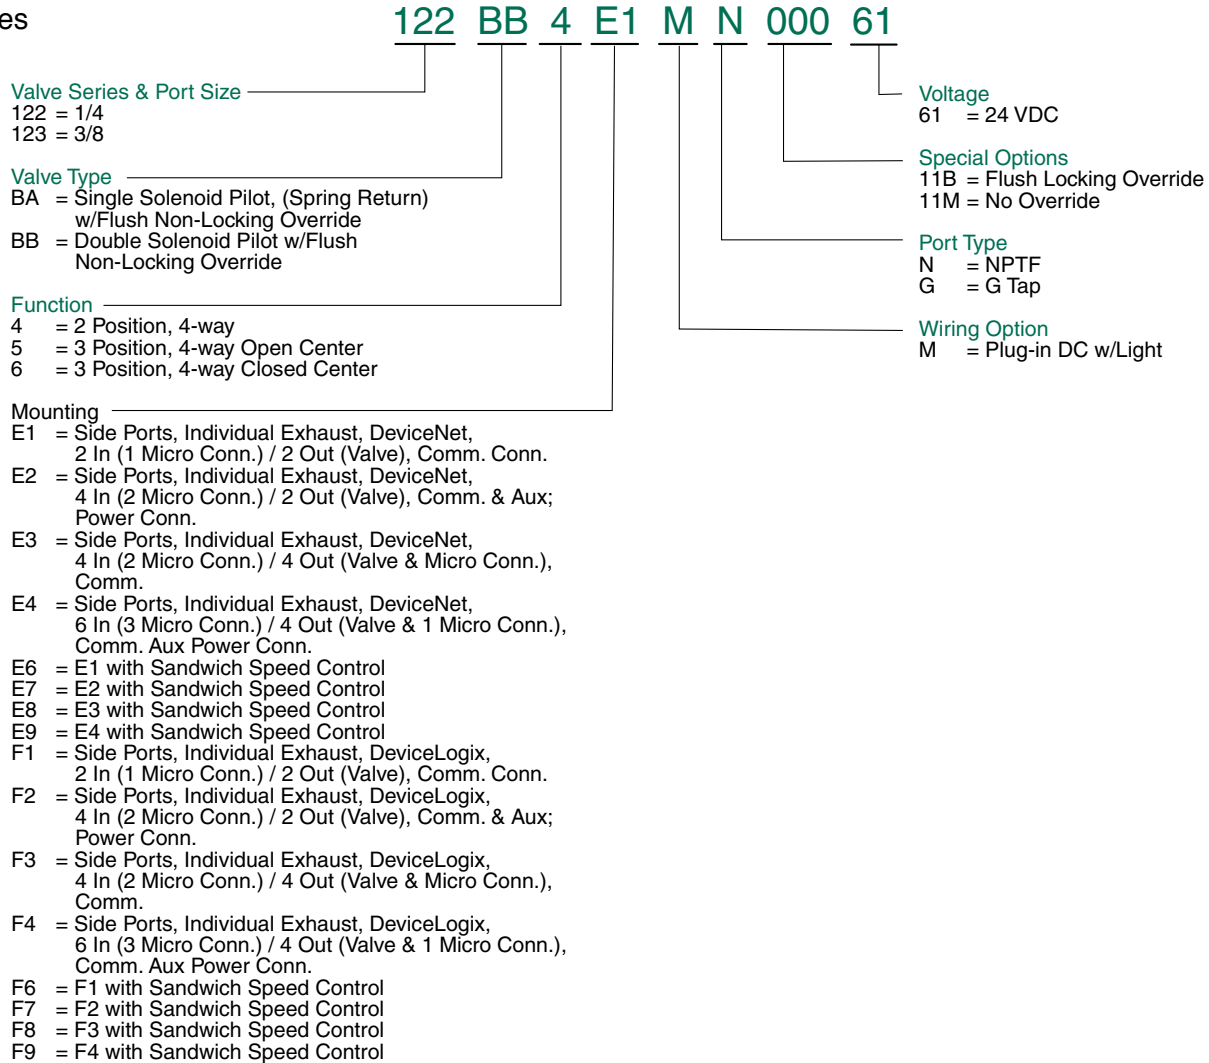 es
122 BB 4 E1 M N 000 61
Valve Series & Port Size
122 = 1/4
123 = 3/8
Valve Type
BA = Single Solenoid Pilot, (Spring Return)
w/Flush Non-Locking Override
BB = Double Solenoid Pilot w/Flush
Non-Locking Override
Function
4 = 2 Position, 4-way
5 = 3 Position, 4-way Open Center
6 = 3 Position, 4-way Closed Center
Mounting
E1 = Side Ports, Individual Exhaust, DeviceNet,
2 In (1 Micro Conn.) / 2 Out (Valve), Comm. Conn.
E2 = Side Ports, Individual Exhaust, DeviceNet,
4 In (2 Micro Conn.) / 2 Out (Valve), Comm. & Aux;
Power Conn.
E3 = Side Ports, Individual Exhaust, DeviceNet,
4 In (2 Micro Conn.) / 4 Out (Valve & Micro Conn.),
Comm.
E4 = Side Ports, Individual Exhaust, DeviceNet,
6 In (3 Micro Conn.) / 4 Out (Valve & 1 Micro Conn.),
Comm. Aux Power Conn.
E6 = E1 with Sandwich Speed Control
E7 = E2 with Sandwich Speed Control
E8 = E3 with Sandwich Speed Control
E9 = E4 with Sandwich Speed Control
F1 = Side Ports, Individual Exhaust, DeviceLogix,
2 In (1 Micro Conn.) / 2 Out (Valve), Comm. Conn.
F2 = Side Ports, Individual Exhaust, DeviceLogix,
4 In (2 Micro Conn.) / 2 Out (Valve), Comm. & Aux;
Power Conn.
F3 = Side Ports, Individual Exhaust, DeviceLogix,
4 In (2 Micro Conn.) / 4 Out (Valve & Micro Conn.),
Comm.
F4 = Side Ports, Individual Exhaust, DeviceLogix,
6 In (3 Micro Conn.) / 4 Out (Valve & 1 Micro Conn.),
Comm. Aux Power Conn.
F6 = F1 with Sandwich Speed Control
F7 = F2 with Sandwich Speed Control
F8 = F3 with Sandwich Speed Control
F9 = F4 with Sandwich Speed Control
Voltage
61 = 24 VDC
Special Options
11B = Flush Locking Override
11M = No Override
Port Type
N = NPTF
G = G Tap
Wiring Option
M = Plug-in DC w/Light